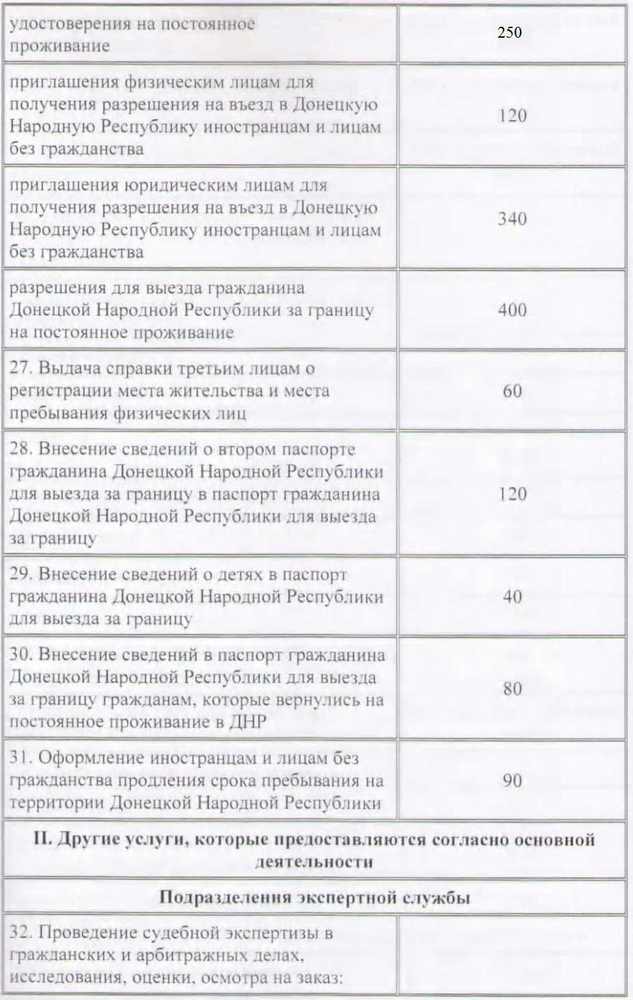 удостоверения на постоянное
проживание
250
приглашения физическим лицам для
получения разрешения на въезд в Донецкую
Народную Республику иностранцам и лицам
без гражданства
120
приглашения юридическим лицам для
получения разрешения на въезд в Донецкую
Народную Республику иностранцам и лицам
без гражданства
340
разрешения для выезда гражданина
Донецкой Народной Республики за границу
на постоянное проживание
400
27. Выдача справки третьим лицам о
регистрации места жительства и места
пребывания физических лиц
60
28. Внесение сведений о втором паспорте
гражданина Донецкой Народной Республики
для выезда за границу в паспорт гражданина
Донецкой Народной Республики для выезда
за границу
120
29. Внесение сведений о детях в паспорт
гражданина Донецкой Народной Республики
для выезда за границу
40
30. Внесение сведений в паспорт гражданина
Донецкой Народной Республики для выезда
за границу гражданам, которые вернулись на
постоянное проживание в ДНР
80
31. Оформление иностранцам и лицам без
гражданства продления срока пребывания на
территории Донецкой Народной Республики
90
II. Другие услуги, которые предоставляются согласно основной
деятельности
Подразделения экспертной службы
32. Проведение судебной экспертизы в
гражданских и арбитражных делах,
исследования, оценки, осмотра на заказ: